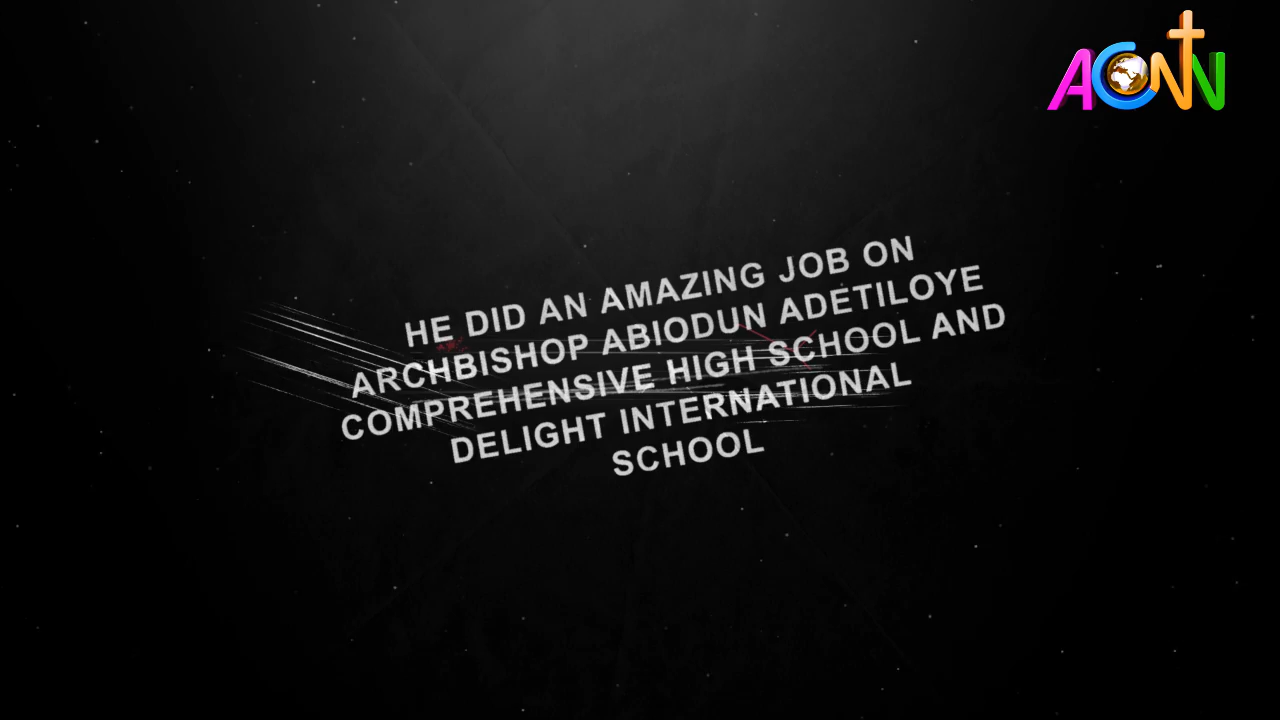 ACNN
HE DID AN AMAZING JOB ON
ARCHBISHOP ABIODUN ADETILOYE
COMPREHENSIVE HIGH SCHOOL AND
DELIGHT INTERNATIONAL
SCHOOL